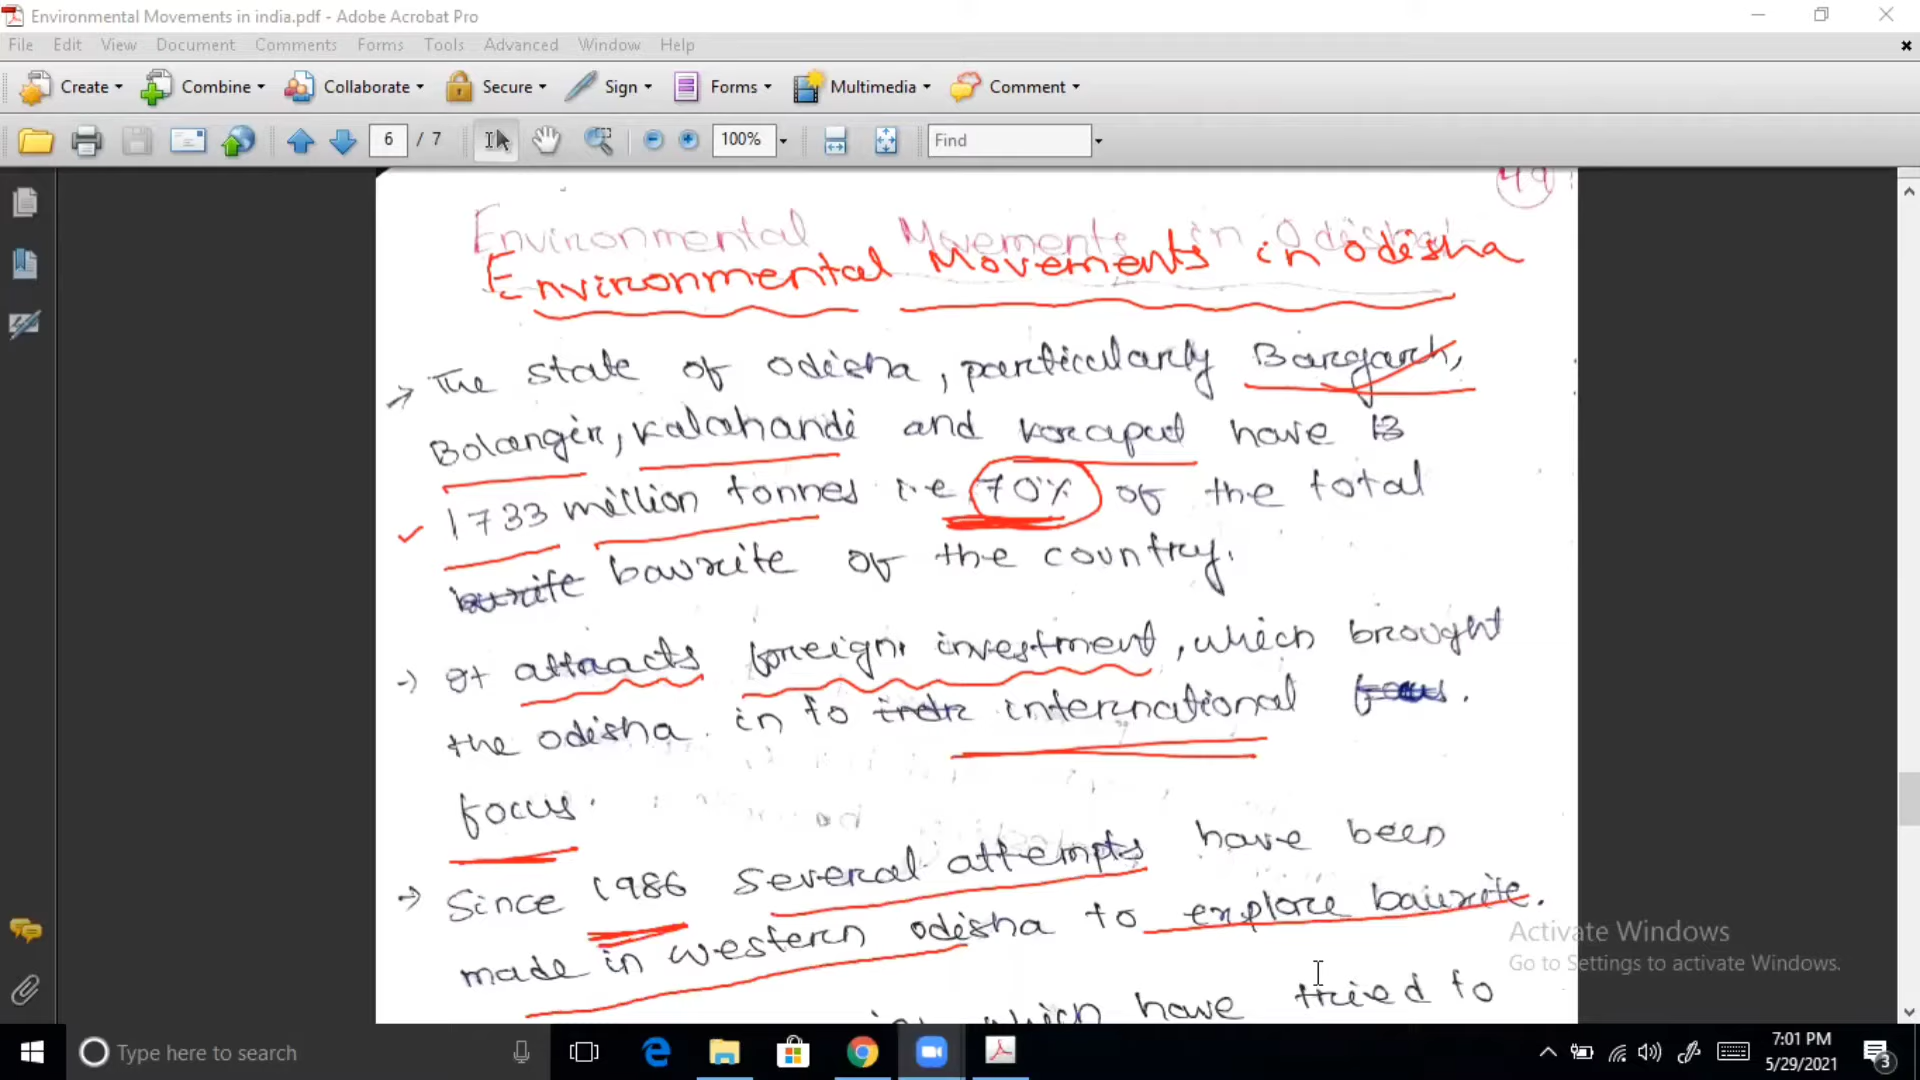 Environmental Movements in india.pdf - Adobe Acrobat Pro
File Edit View Document Comments Forms Tools Advanced Window Help
Create Combine Collaborate Secure Sign Forms Multimedia Comment
6 / 7 100% Find
49
Environmental Movements in Odisha
Environmental Movements in odisha
→ The state of odisha, particularly Bargarh,
Bolangir, Kalahandi and Koraput have
1733 million tonnes i.e 70% of the total
bauxite of the country.
→ It attracts foreign investment, which brought
the odisha in to international
focus.
→ Since 1986 several attempts have been
made in western odisha to explore bauxite.
which have tried to
Activate Windows
Go to Settings to activate Windows.
Type here to search
7:01 PM
5/29/2021
3